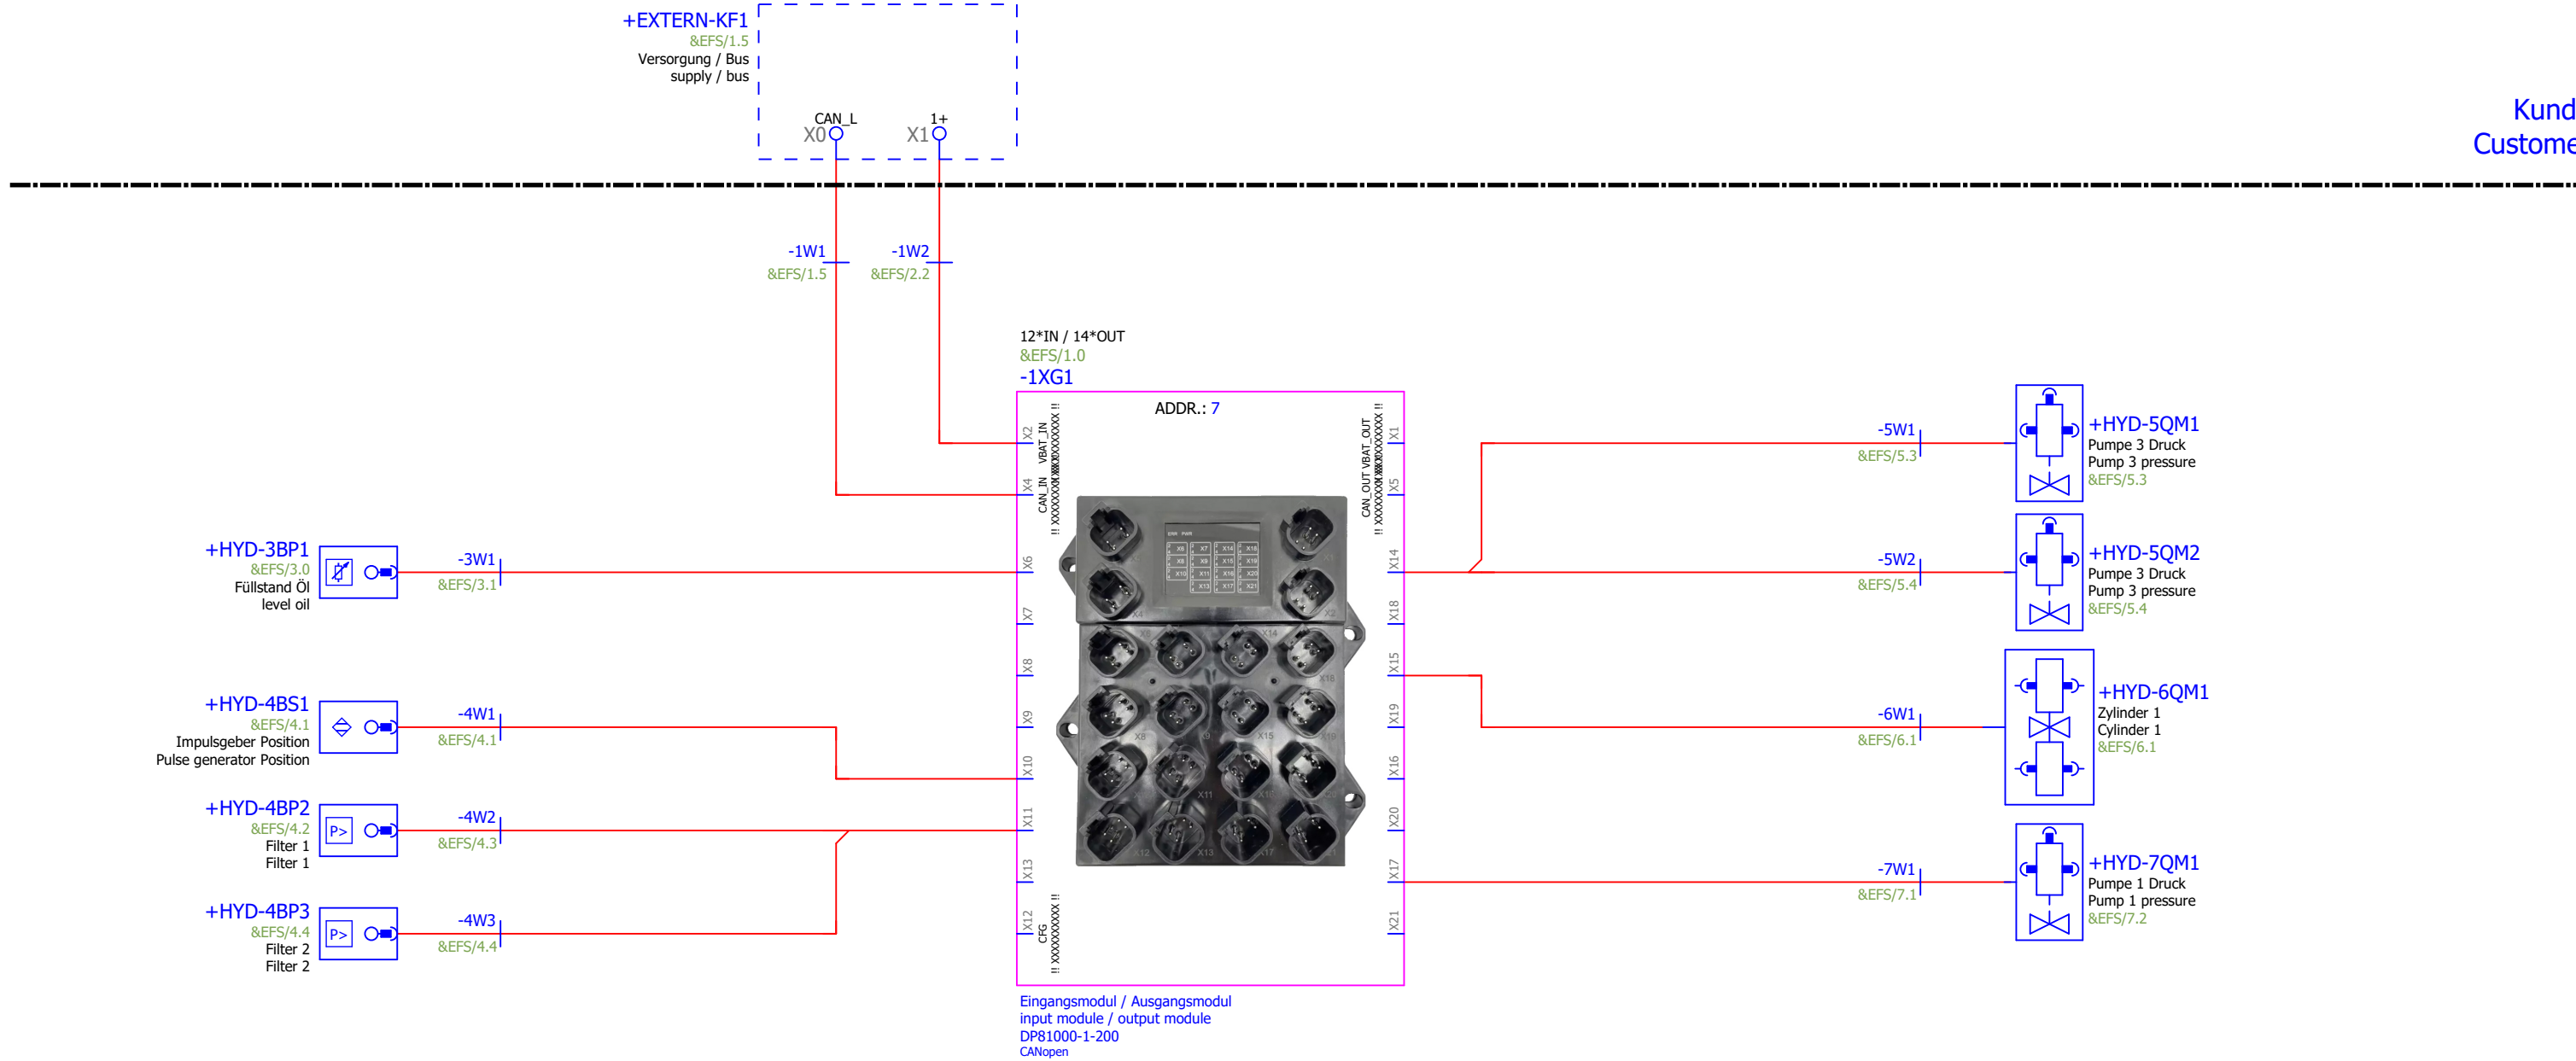 +EXTERN-KF1
&EFS/1.5
Versorgung / Bus
supply / bus
CAN_L
X0
1+
X1
Kund
Custome
-1W1
&EFS/1.5
-1W2
&EFS/2.2
12*IN / 14*OUT
&EFS/1.0
-1XG1
ADDR.: 7
X2
VBAT_IN
X4
CAN_IN
X6
X7
X8
X9
X10
X11
X13
X12
CFG
!! XXXXXXXXXX !!
X1
VBAT_OUT
X5
CAN_OUT
X14
X18
X15
X19
X16
X20
X17
X21
+HYD-3BP1
&EFS/3.0
Füllstand Öl
level oil
-3W1
&EFS/3.1
+HYD-4BS1
&EFS/4.1
Impulsgeber Position
Pulse generator Position
-4W1
&EFS/4.1
+HYD-4BP2
&EFS/4.2
Filter 1
Filter 1
P>
-4W2
&EFS/4.3
+HYD-4BP3
&EFS/4.4
Filter 2
Filter 2
P>
-4W3
&EFS/4.4
-5W1
&EFS/5.3
+HYD-5QM1
Pumpe 3 Druck
Pump 3 pressure
&EFS/5.3
-5W2
&EFS/5.4
+HYD-5QM2
Pumpe 3 Druck
Pump 3 pressure
&EFS/5.4
-6W1
&EFS/6.1
+HYD-6QM1
Zylinder 1
Cylinder 1
&EFS/6.1
-7W1
&EFS/7.1
+HYD-7QM1
Pumpe 1 Druck
Pump 1 pressure
&EFS/7.2
Eingangsmodul / Ausgangsmodul
input module / output module
DP81000-1-200
CANopen